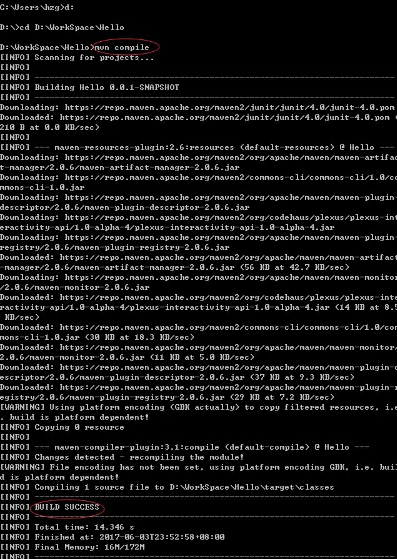 C:\Users\hzg>d:
D:\>cd D:\WorkSpace\Hello
D:\WorkSpace\Hello>mvn compile
[INFO] Scanning for projects...
[INFO]
[INFO] ------------------------------------------------------------------------
[INFO] Building Hello 0.0.1-SNAPSHOT
[INFO] ------------------------------------------------------------------------
Downloading: https://repo.maven.apache.org/maven2/junit/junit/4.0/junit-4.0.pom
Downloaded: https://repo.maven.apache.org/maven2/junit/junit/4.0/junit-4.0.pom
210 B at 0.0 KB/sec)
[INFO]
[INFO] --- maven-resources-plugin:2.6:resources (default-resources) @ Hello ---
Downloading: https://repo.maven.apache.org/maven2/org/apache/maven/maven-artifac
t-manager/2.0.6/maven-artifact-manager-2.0.6.jar
Downloading: https://repo.maven.apache.org/maven2/commons-cli/commons-cli/1.0/co
mmons-cli-1.0.jar
Downloading: https://repo.maven.apache.org/maven2/org/apache/maven/maven-plugin-
descriptor/2.0.6/maven-plugin-descriptor-2.0.6.jar
Downloading: https://repo.maven.apache.org/maven2/org/codehaus/plexus/plexus-int
eractivity-api/1.0-alpha-4/plexus-interactivity-api-1.0-alpha-4.jar
Downloading: https://repo.maven.apache.org/maven2/org/apache/maven/maven-plugin-
registry/2.0.6/maven-plugin-registry-2.0.6.jar
Downloaded: https://repo.maven.apache.org/maven2/org/apache/maven/maven-artifact
-manager/2.0.6/maven-artifact-manager-2.0.6.jar (56 KB at 42.7 KB/sec)
Downloading: https://repo.maven.apache.org/maven2/org/apache/maven/maven-monitor
/2.0.6/maven-monitor-2.0.6.jar
Downloaded: https://repo.maven.apache.org/maven2/org/codehaus/plexus/plexus-inte
ractivity-api/1.0-alpha-4/plexus-interactivity-api-1.0-alpha-4.jar (14 KB at 8.5
KB/sec)
Downloaded: https://repo.maven.apache.org/maven2/commons-cli/commons-cli/1.0/com
mons-cli-1.0.jar (30 KB at 18.3 KB/sec)
Downloaded: https://repo.maven.apache.org/maven2/org/apache/maven/maven-monitor/
2.0.6/maven-monitor-2.0.6.jar (11 KB at 5.0 KB/sec)
Downloaded: https://repo.maven.apache.org/maven2/org/apache/maven/maven-plugin-de
scriptor/2.0.6/maven-plugin-descriptor-2.0.6.jar (37 KB at 9.3 KB/sec)
Downloaded: https://repo.maven.apache.org/maven2/org/apache/maven/maven-plugin-r
egistry/2.0.6/maven-plugin-registry-2.0.6.jar (29 KB at 7.2 KB/sec)
[WARNING] Using platform encoding (GBK actually) to copy filtered resources, i.e
. build is platform dependent!
[INFO] Copying 0 resource
[INFO]
[INFO] --- maven-compiler-plugin:3.1:compile (default-compile) @ Hello ---
[INFO] Changes detected - recompiling the module!
[WARNING] File encoding has not been set, using platform encoding GBK, i.e. buil
d is platform dependent!
[INFO] Compiling 1 source file to D:\WorkSpace\Hello\target\classes
[INFO] ------------------------------------------------------------------------
[INFO] BUILD SUCCESS
[INFO] ------------------------------------------------------------------------
[INFO] Total time: 14.346 s
[INFO] Finished at: 2017-06-03T23:52:58+08:00
[INFO] Final Memory: 16M/172M
[INFO] ------------------------------------------------------------------------